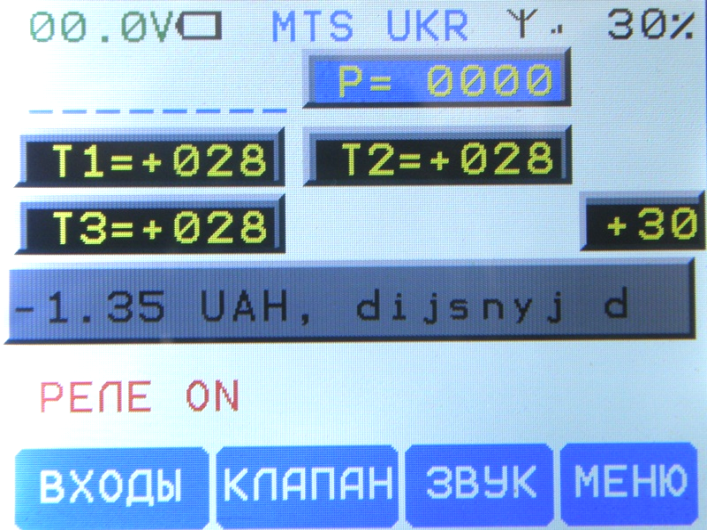 00.0V MTS UKR 30%
P= 0000
T1=+028 T2=+028
T3=+028 +30
-1.35 UAH, dijsnyj d
РЕЛЕ ON
ВХОДЫ КЛАПАН ЗВУК МЕНЮ